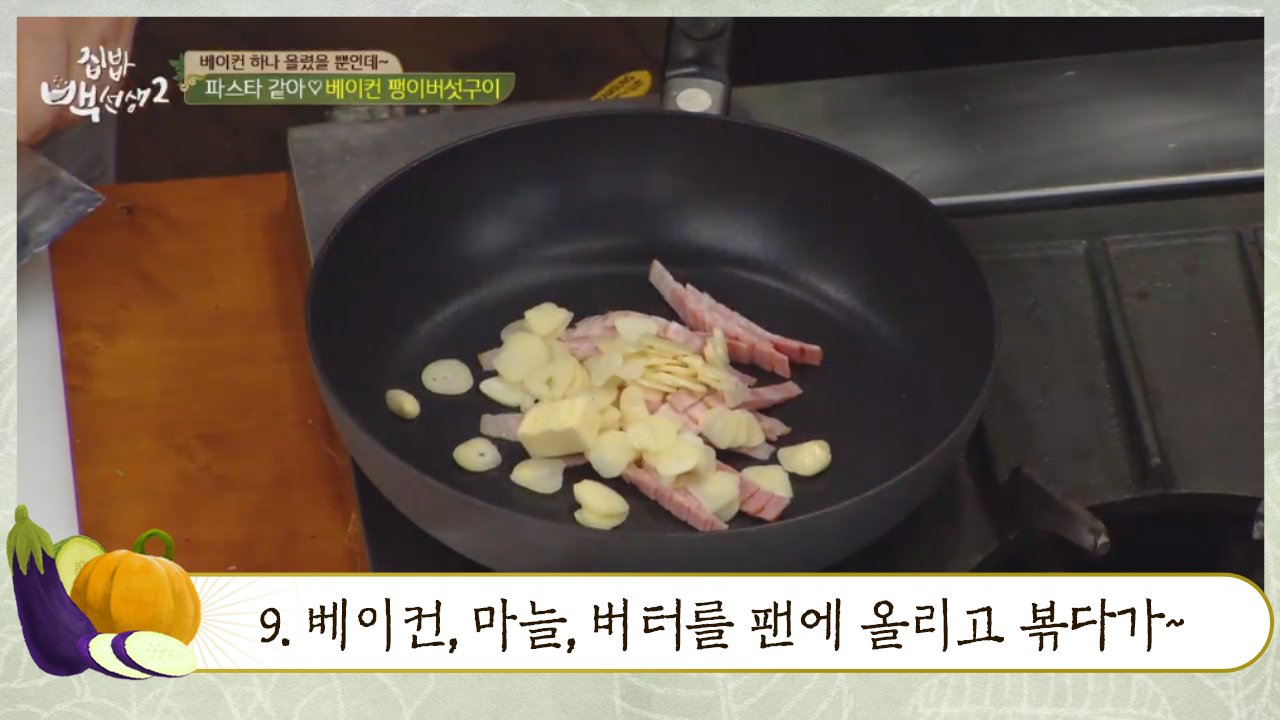 집밥
백선생2
베이컨 하나 올렸을 뿐인데~
파스타 같아♡베이컨 팽이버섯구이
9. 베이컨, 마늘, 버터를 팬에 올리고 볶다가~